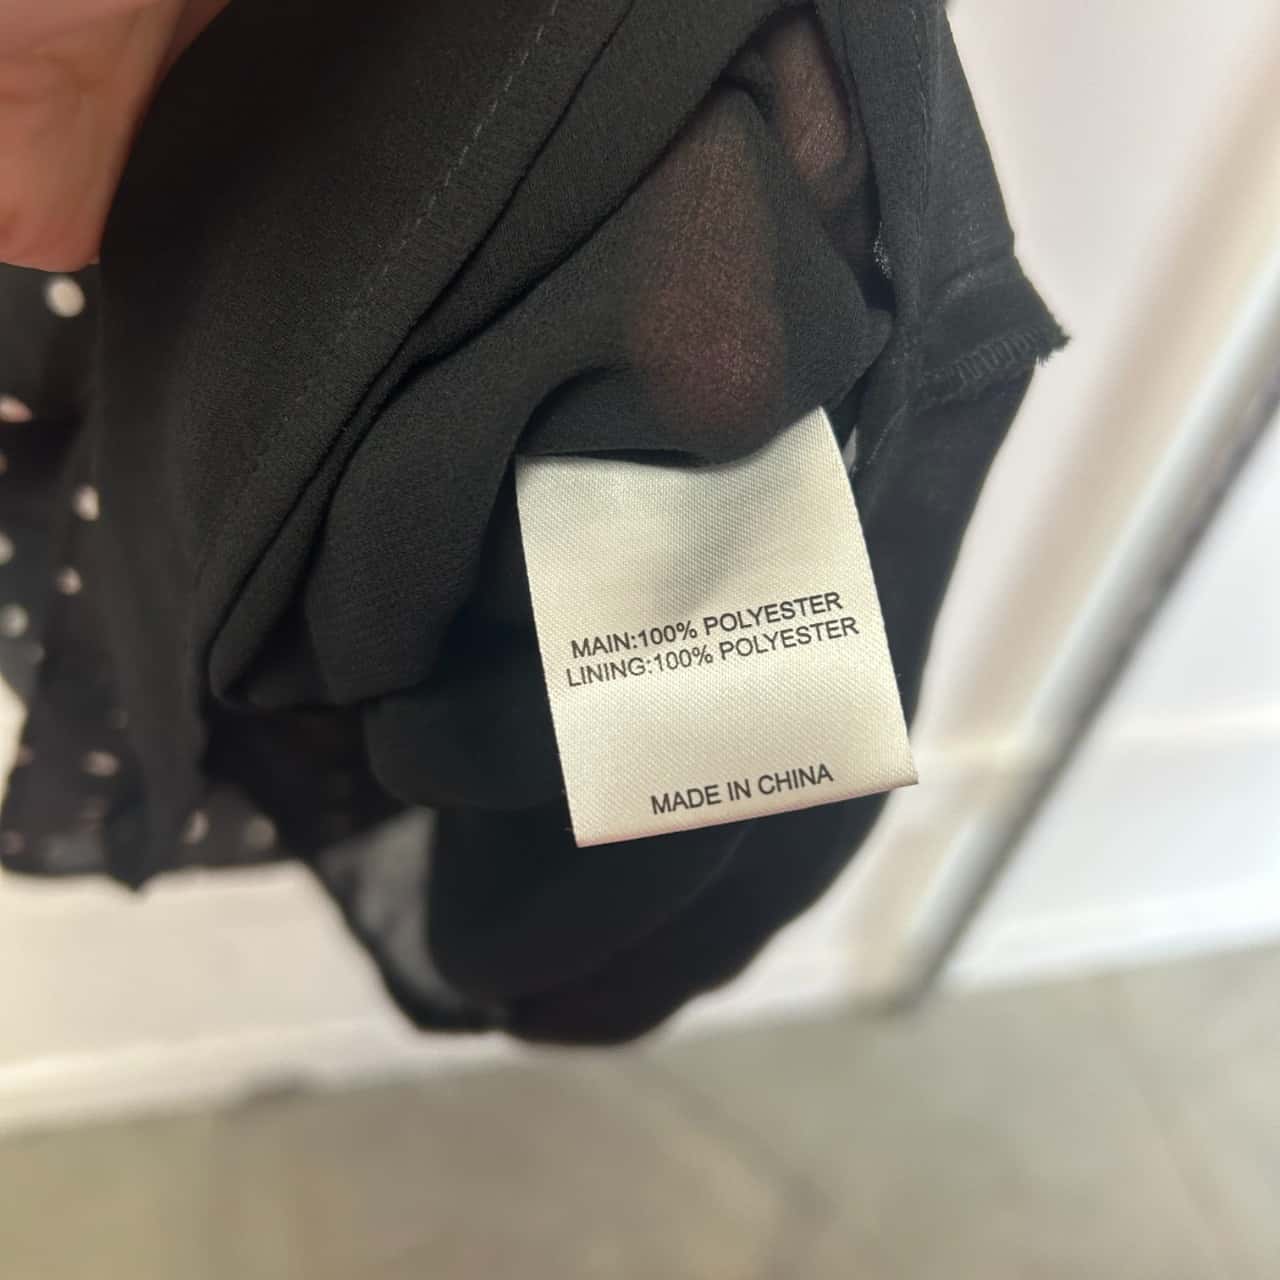 MAIN:100% POLYESTER
LINING:100% POLYESTER
MADE IN CHINA